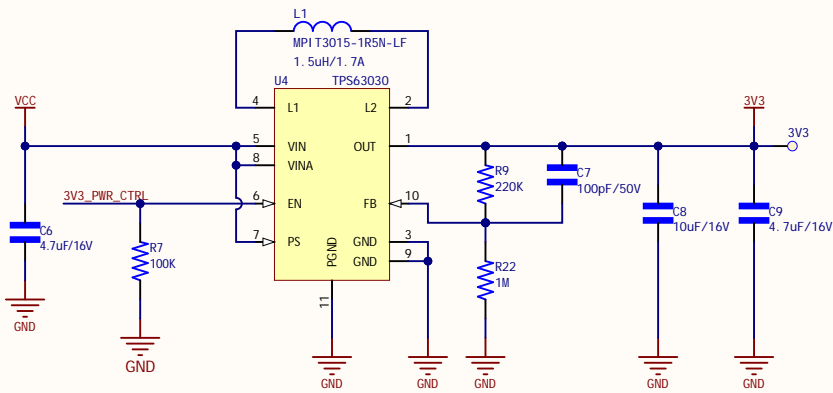 L1
MPIT3015-1R5N-LF
1.5uH/1.7A
U4 TPS63030
VCC
4 L1 L2 2
3V3
3V3
5 VIN OUT 1
8 VINA
R9
220K
C7
100pF/50V
3V3_PWR_CTRL
6 EN FB 10
C6
4.7uF/16V
R7
100K
7 PS GND 3
PGND
GND 9
11
R22
1M
C8
10uF/16V
C9
4.7uF/16V
GND
GND
GND
GND
GND
GND
GND